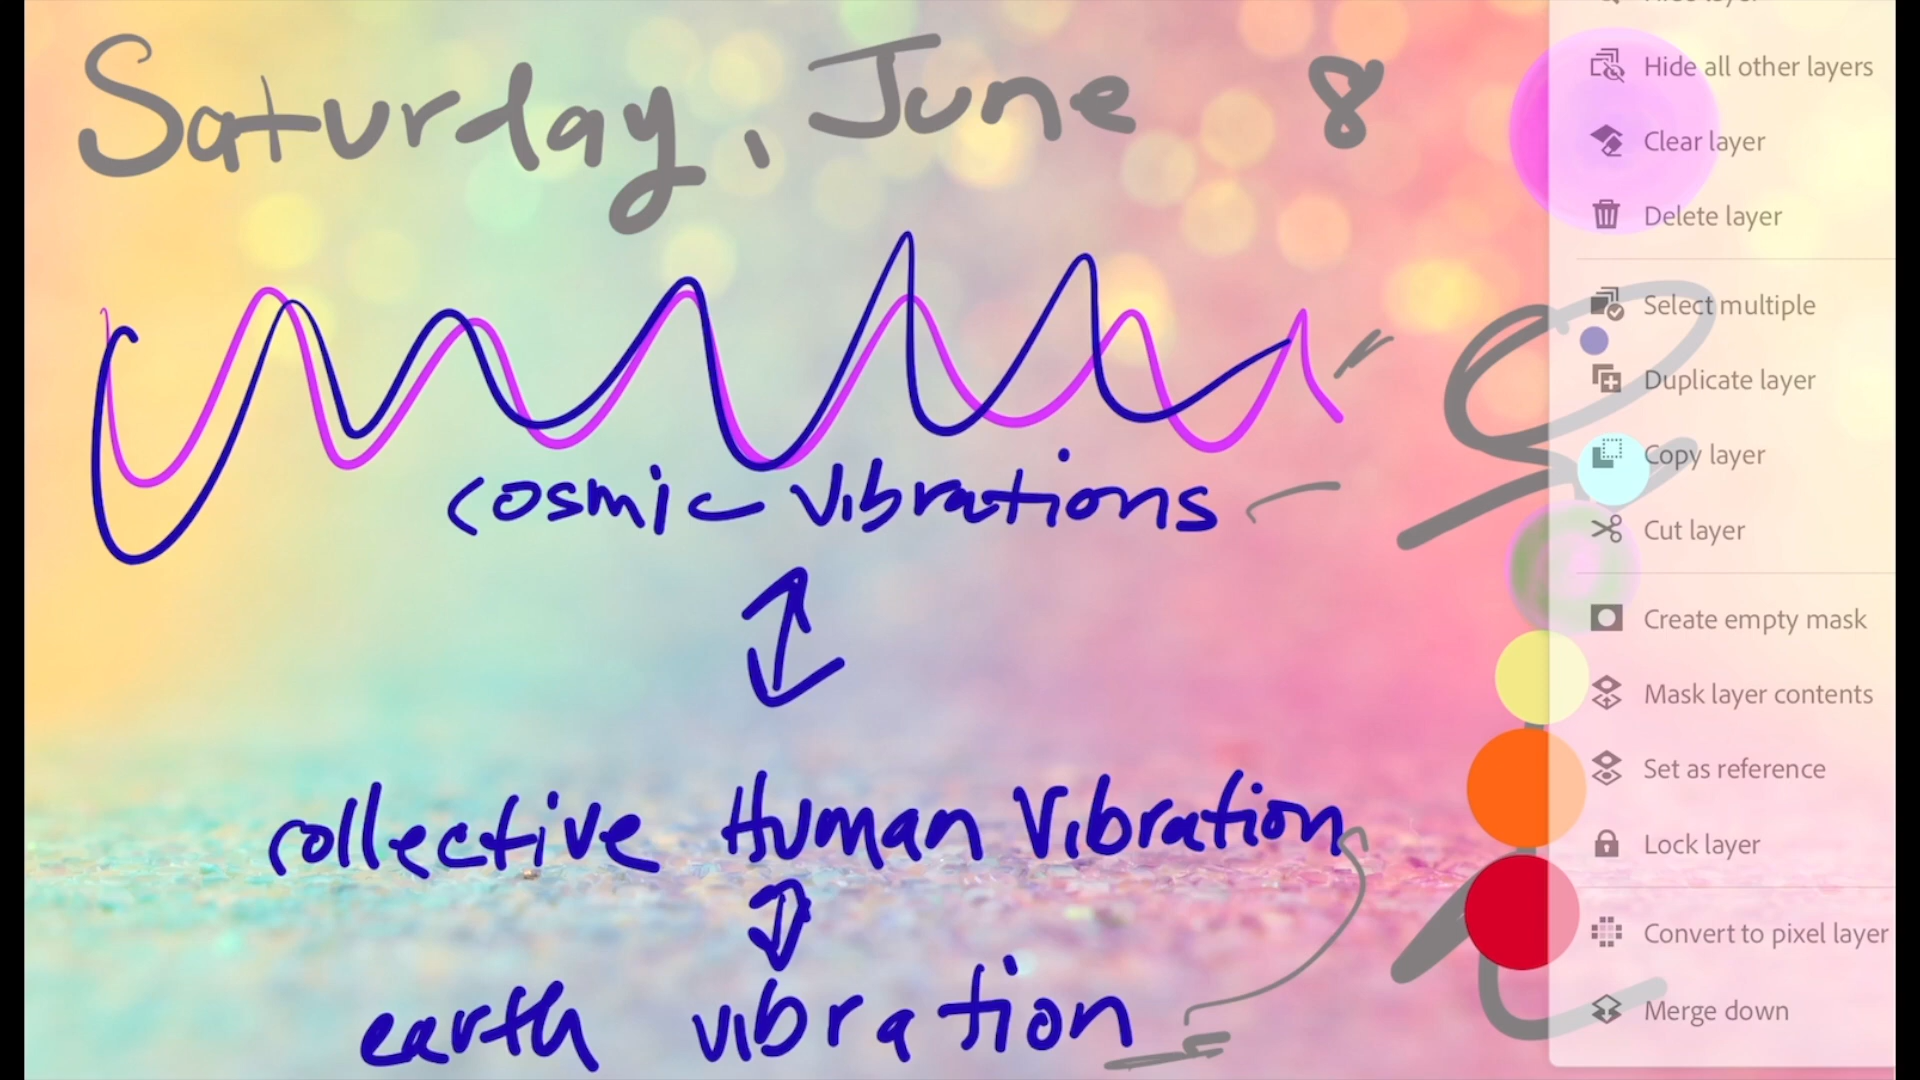 Saturday, June 8
cosmic vibrations
collective Human Vibration
earth vibration
Hide all other layers
Clear layer
Delete layer
Select multiple
Duplicate layer
Copy layer
Cut layer
Create empty mask
Mask layer contents
Set as reference
Lock layer
Convert to pixel layer
Merge down